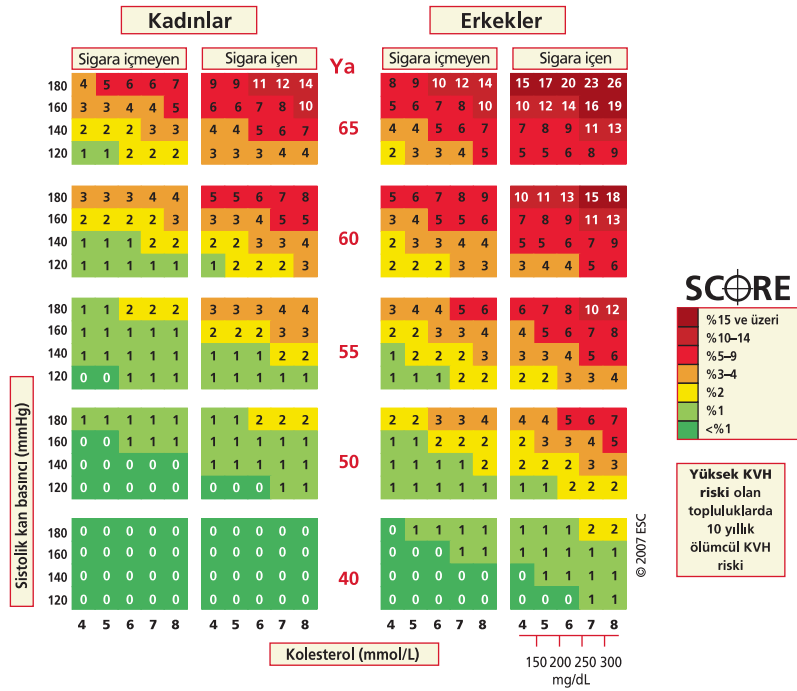 Kadınlar Erkekler
Sigara içmeyen Sigara içen Ya Sigara içmeyen Sigara içen
180 4 5 6 6 7 9 9 11 12 14 8 9 10 12 14 15 17 20 23 26
160 3 3 4 4 5 6 6 7 8 10 5 6 7 8 10 10 12 14 16 19
140 2 2 2 3 3 4 4 5 6 7 65 4 4 5 6 7 7 8 9 11 13
120 1 1 2 2 2 3 3 3 4 4 2 3 3 4 5 5 5 6 8 9
180 3 3 3 4 4 5 5 6 7 8 5 6 7 8 9 10 11 13 15 18
160 2 2 2 2 3 3 3 4 5 5 3 4 5 5 6 7 8 9 11 13
140 1 1 1 2 2 2 2 3 3 4 60 2 3 3 4 4 5 5 6 7 9
120 1 1 1 1 1 1 2 2 2 3 2 2 2 3 3 3 4 4 5 6
180 1 1 2 2 2 3 3 3 4 4 3 4 4 5 6 6 7 8 10 12
160 1 1 1 1 1 2 2 2 3 3 2 2 3 3 4 4 5 6 7 8
140 1 1 1 1 1 1 1 1 2 2 55 1 2 2 2 3 3 3 4 5 6
120 0 0 1 1 1 1 1 1 1 1 1 1 1 2 2 2 2 3 3 4
180 1 1 1 1 1 1 1 2 2 2 2 2 3 3 4 4 4 5 6 7
160 0 0 1 1 1 1 1 1 1 1 1 1 2 2 2 2 3 3 4 5
140 0 0 0 0 0 1 1 1 1 1 50 1 1 1 1 2 2 2 2 3 3
120 0 0 0 0 0 0 0 0 1 1 1 1 1 1 1 1 1 2 2 2
180 0 0 0 0 0 0 0 0 0 0 0 1 1 1 1 1 1 1 2 2
160 0 0 0 0 0 0 0 0 0 0 0 0 0 1 1 1 1 1 1 1
140 0 0 0 0 0 0 0 0 0 0 40 0 0 0 0 0 0 1 1 1 1
120 0 0 0 0 0 0 0 0 0 0 0 0 0 0 0 0 0 0 1 1
4 5 6 7 8 4 5 6 7 8 4 5 6 7 8 4 5 6 7 8
Kolesterol (mmol/L)
150 200 250 300
mg/dL
Sistolik kan basıncı (mmHg)
© 2007 ESC
SCORE
%15 ve üzeri
%10–14
%5–9
%3–4
%2
%1
<%1
Yüksek KVH
riski olan
topluluklarda
10 yıllık
ölümcül KVH
riski